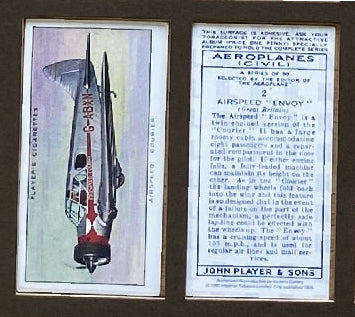 PLAYER'S CIGARETTES
G-ADXN
AIRSPEED "COURIER"
THIS SURFACE IS ADHESIVE. ASK YOUR
TOBACCONIST FOR THE ATTRACTIVE
ALBUM (PRICE ONE PENNY) SPECIALLY
PREPARED TO HOLD THE COMPLETE SERIES
AEROPLANES
(CIVIL)
A SERIES OF 50
SELECTED BY THE EDITOR OF
"THE AEROPLANE"
2
AIRSPEED "ENVOY"
(Great Britain)
The Airspeed "Envoy" is a
twin-engined version of the
"Courier." It has a large
roomy cabin accommodating
eight passengers and a separ-
ated compartment in the nose
for the pilot. If either engine
fails, a fully-loaded machine
can maintain its height on the
other. As in the "Courier"
the landing wheels fold back
into the wing and this feature
is so designed that in the event
of a failure on the part of the
mechanism, a perfectly safe
landing could be effected with
the wheels up. The "Envoy"
has a cruising speed of about
m.p.h., and is used for
regular air lines and mail ser-
vices.
JOHN PLAYER & SONS